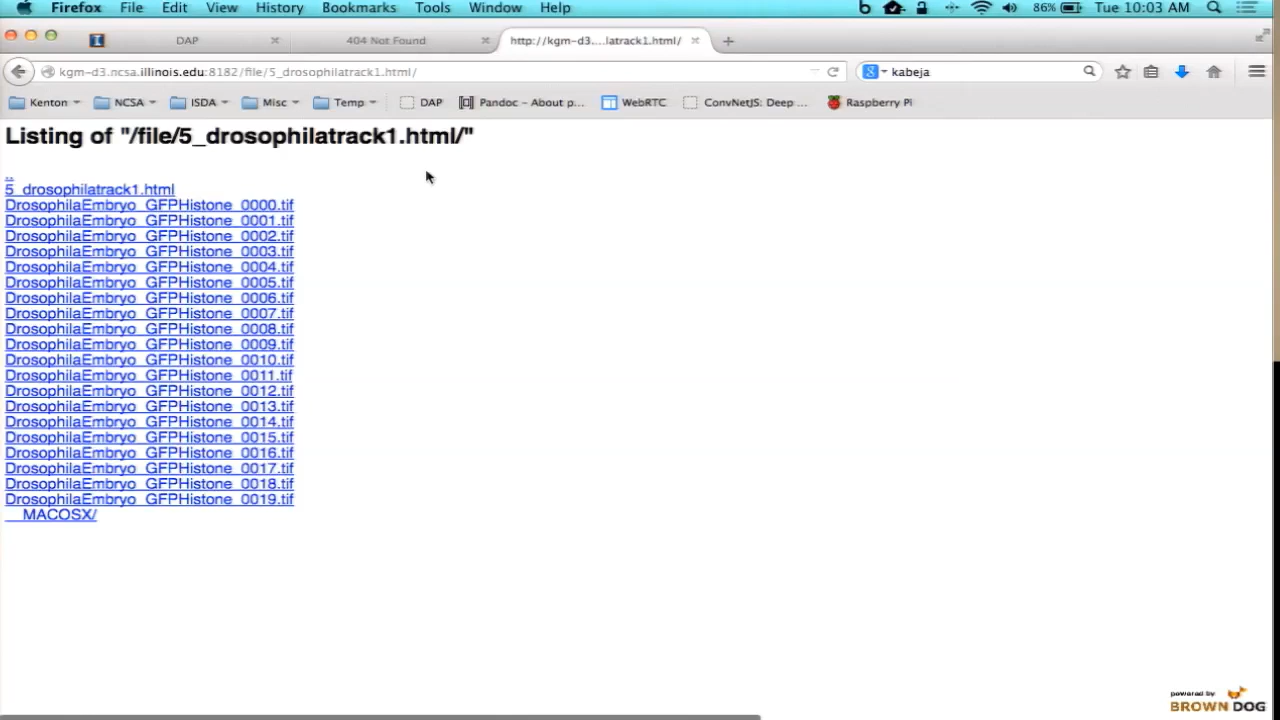 Firefox File Edit View History Bookmarks Tools Window Help 86% Tue 10:03 AM
DAP 404 Not Found http://kgm-d3....latrack1.html/
kgm-d3.ncsa.illinois.edu:8182/file/5_drosophilatrack1.html/ kabeja
Kenton NCSA ISDA Misc Temp DAP Pandoc – About p... WebRTC ConvNetJS: Deep ... Raspberry Pi
Listing of "/file/5_drosophilatrack1.html/"
..
5_drosophilatrack1.html
DrosophilaEmbryo_GFPHistone_0000.tif
DrosophilaEmbryo_GFPHistone_0001.tif
DrosophilaEmbryo_GFPHistone_0002.tif
DrosophilaEmbryo_GFPHistone_0003.tif
DrosophilaEmbryo_GFPHistone_0004.tif
DrosophilaEmbryo_GFPHistone_0005.tif
DrosophilaEmbryo_GFPHistone_0006.tif
DrosophilaEmbryo_GFPHistone_0007.tif
DrosophilaEmbryo_GFPHistone_0008.tif
DrosophilaEmbryo_GFPHistone_0009.tif
DrosophilaEmbryo_GFPHistone_0010.tif
DrosophilaEmbryo_GFPHistone_0011.tif
DrosophilaEmbryo_GFPHistone_0012.tif
DrosophilaEmbryo_GFPHistone_0013.tif
DrosophilaEmbryo_GFPHistone_0014.tif
DrosophilaEmbryo_GFPHistone_0015.tif
DrosophilaEmbryo_GFPHistone_0016.tif
DrosophilaEmbryo_GFPHistone_0017.tif
DrosophilaEmbryo_GFPHistone_0018.tif
DrosophilaEmbryo_GFPHistone_0019.tif
__MACOSX/
powered by
BROWN DOG